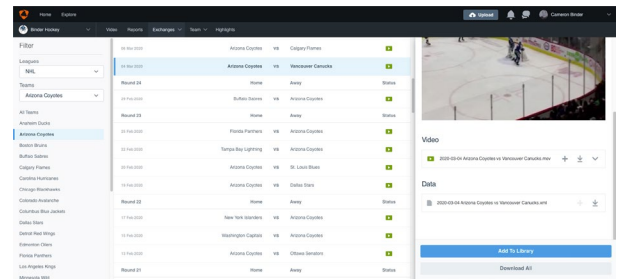 Home Explore Upload Cameron Binder
Binder Hockey Video Reports Exchanges Team Highlights
Filter
Leagues
NHL
Teams
Arizona Coyotes
All Teams
Anaheim Ducks
Arizona Coyotes
Boston Bruins
Buffalo Sabres
Calgary Flames
Carolina Hurricanes
Chicago Blackhawks
Colorado Avalanche
Columbus Blue Jackets
Dallas Stars
Detroit Red Wings
Edmonton Oilers
Florida Panthers
Los Angeles Kings
Minnesota Wild
Arizona Coyotes VS Calgary Flames
04 Mar 2020 Arizona Coyotes VS Vancouver Canucks
Round 24 Home Away Status
Buffalo Sabres VS Arizona Coyotes
Round 23 Home Away Status
Florida Panthers VS Arizona Coyotes
Tampa Bay Lightning VS Arizona Coyotes
Arizona Coyotes VS St. Louis Blues
Arizona Coyotes VS Dallas Stars
Round 22 Home Away Status
17 Feb 2020 New York Islanders VS Arizona Coyotes
Washington Capitals VS Arizona Coyotes
Arizona Coyotes VS Ottawa Senators
Round 21 Home Away Status
Video
2020-03-04 Arizona Coyotes vs Vancouver Canucks.mov
Data
2020-03-04 Arizona Coyotes vs Vancouver Canucks.xml
Add To Library
Download All